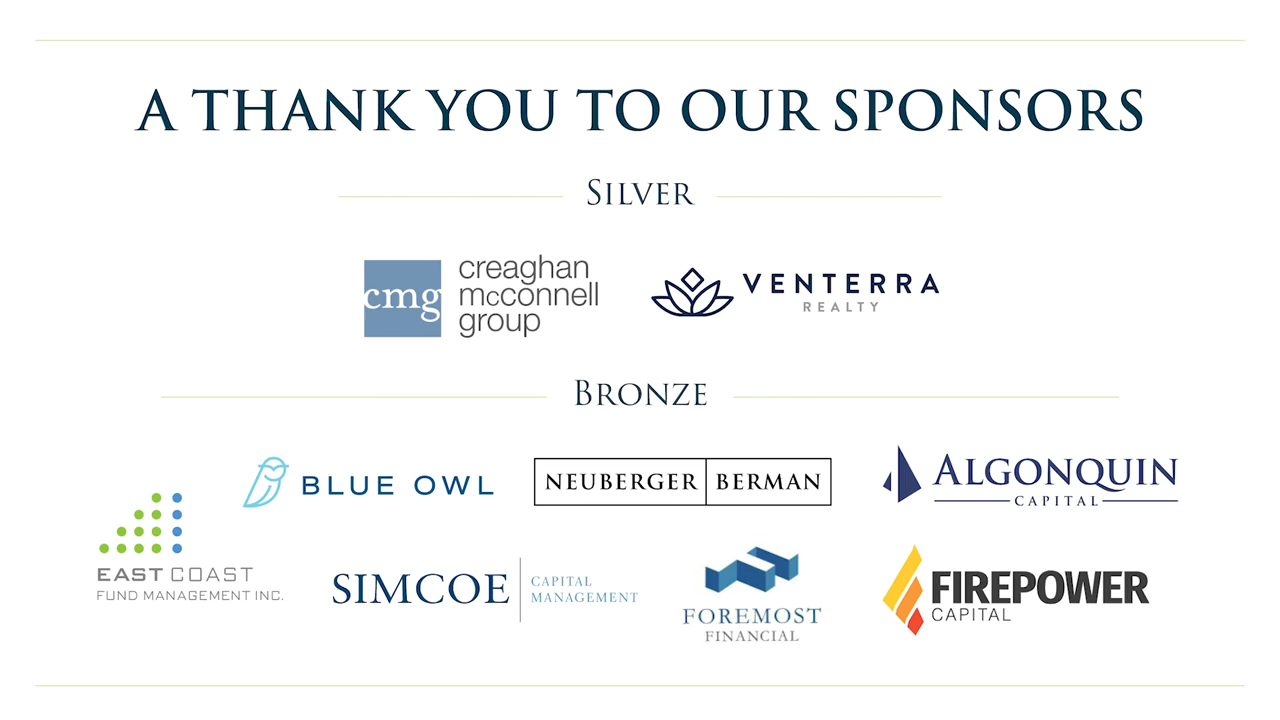 A THANK YOU TO OUR SPONSORS
SILVER
cmg
creaghan
mcconnell
group
VENTERRA
REALTY
BRONZE
BLUE OWL
NEUBERGER BERMAN
ALGONQUIN
CAPITAL
EAST COAST
FUND MANAGEMENT INC.
SIMCOE
CAPITAL
MANAGEMENT
FOREMOST
FINANCIAL
FIREPOWER
CAPITAL